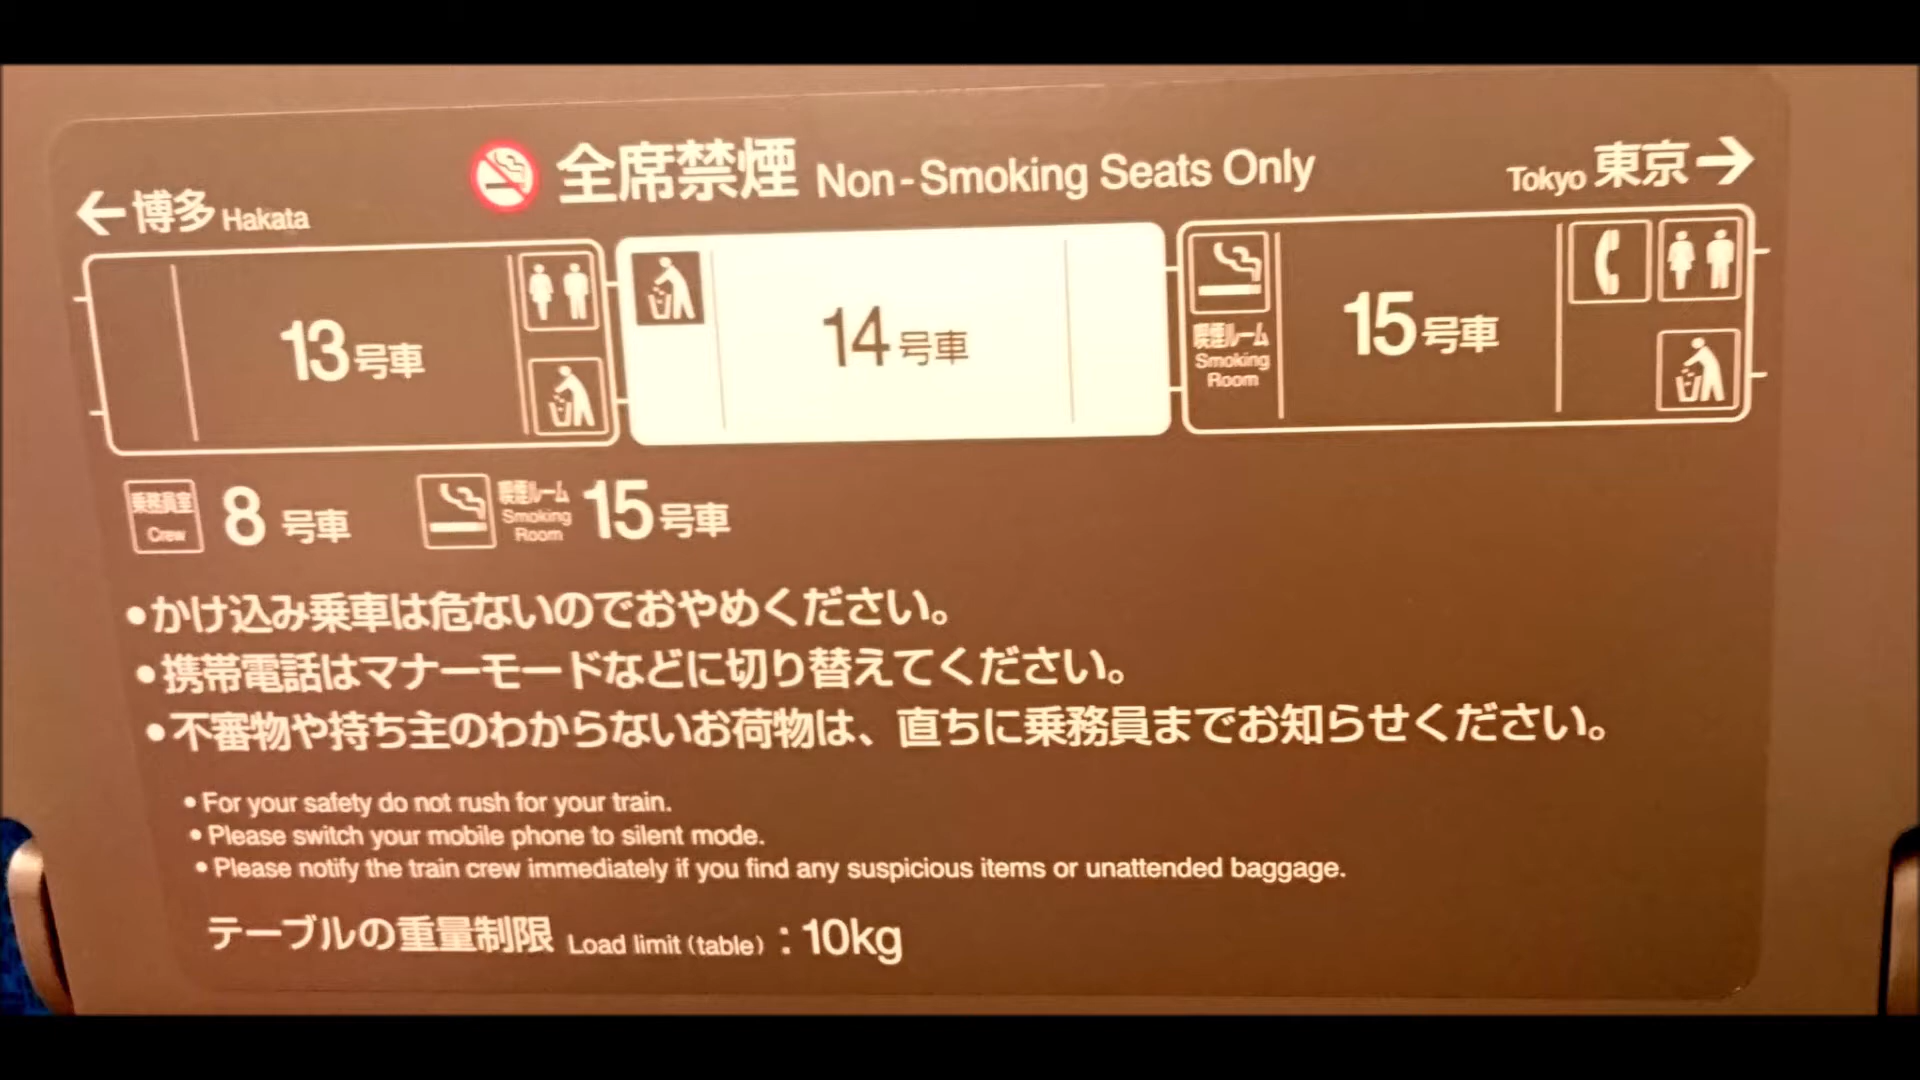 全席禁煙 Non-Smoking Seats Only
←博多 Hakata
Tokyo 東京→
13号車
14号車
喫煙ルーム
Smoking
Room
15号車
乗務員室
Crew
8 号車
喫煙ルーム
Smoking
Room
15号車
•かけ込み乗車は危ないのでおやめください。
•携帯電話はマナーモードなどに切り替えてください。
•不審物や持ち主のわからないお荷物は、直ちに乗務員までお知らせください。
•For your safety do not rush for your train.
•Please switch your mobile phone to silent mode.
•Please notify the train crew immediately if you find any suspicious items or unattended baggage.
テーブルの重量制限 Load limit (table) : 10kg